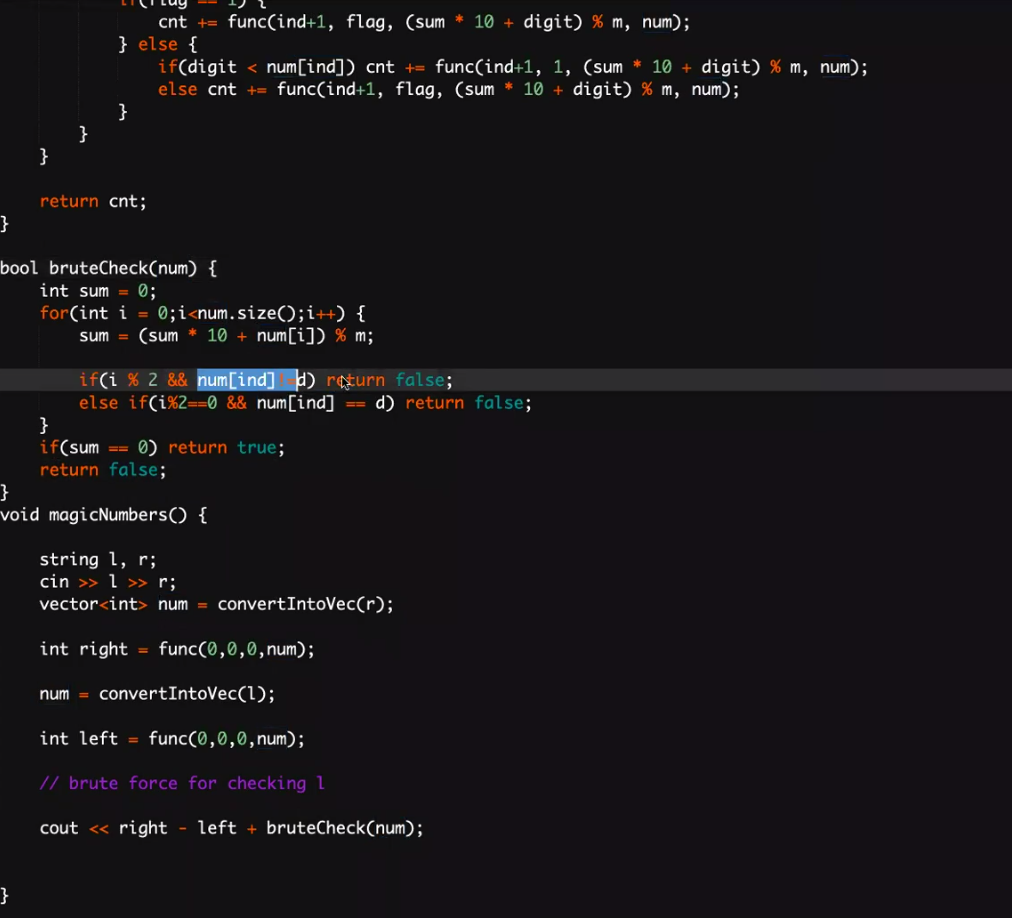 if(flag == 1) {
cnt += func(ind+1, flag, (sum * 10 + digit) % m, num);
} else {
if(digit < num[ind]) cnt += func(ind+1, 1, (sum * 10 + digit) % m, num);
else cnt += func(ind+1, flag, (sum * 10 + digit) % m, num);
}
}
}
return cnt;
}
bool bruteCheck(num) {
int sum = 0;
for(int i = 0;i<num.size();i++) {
sum = (sum * 10 + num[i]) % m;
if(i % 2 && num[ind]!=d) return false;
else if(i%2==0 && num[ind] == d) return false;
}
if(sum == 0) return true;
return false;
}
void magicNumbers() {
string l, r;
cin >> l >> r;
vector<int> num = convertIntoVec(r);
int right = func(0,0,0,num);
num = convertIntoVec(l);
int left = func(0,0,0,num);
// brute force for checking l
cout << right - left + bruteCheck(num);
}